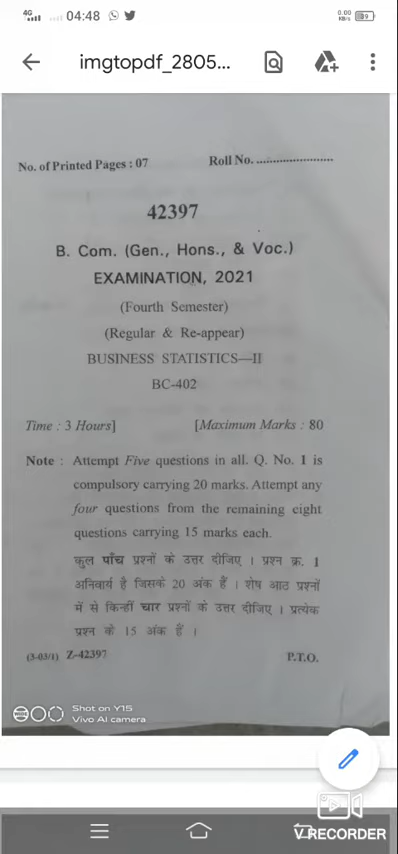 4G 04:48 0.00 KB/s 9
imgtopdf_2805...
No. of Printed Pages : 07 Roll No. ........................
42397
B. Com. (Gen., Hons., & Voc.)
EXAMINATION, 2021
(Fourth Semester)
(Regular & Re-appear)
BUSINESS STATISTICS—II
BC-402
Time : 3 Hours] [Maximum Marks : 80
Note : Attempt Five questions in all. Q. No. 1 is
compulsory carrying 20 marks. Attempt any
four questions from the remaining eight
questions carrying 15 marks each.
कुल पाँच प्रश्नों के उत्तर दीजिए । प्रश्न क्र. 1
अनिवार्य है जिसके 20 अंक हैं । शेष आठ प्रश्नों
में से किन्हीं चार प्रश्नों के उत्तर दीजिए । प्रत्येक
प्रश्न के 15 अंक हैं ।
(3-03/1) Z-42397 P.T.O.
Shot on Y15
Vivo AI camera
V RECORDER